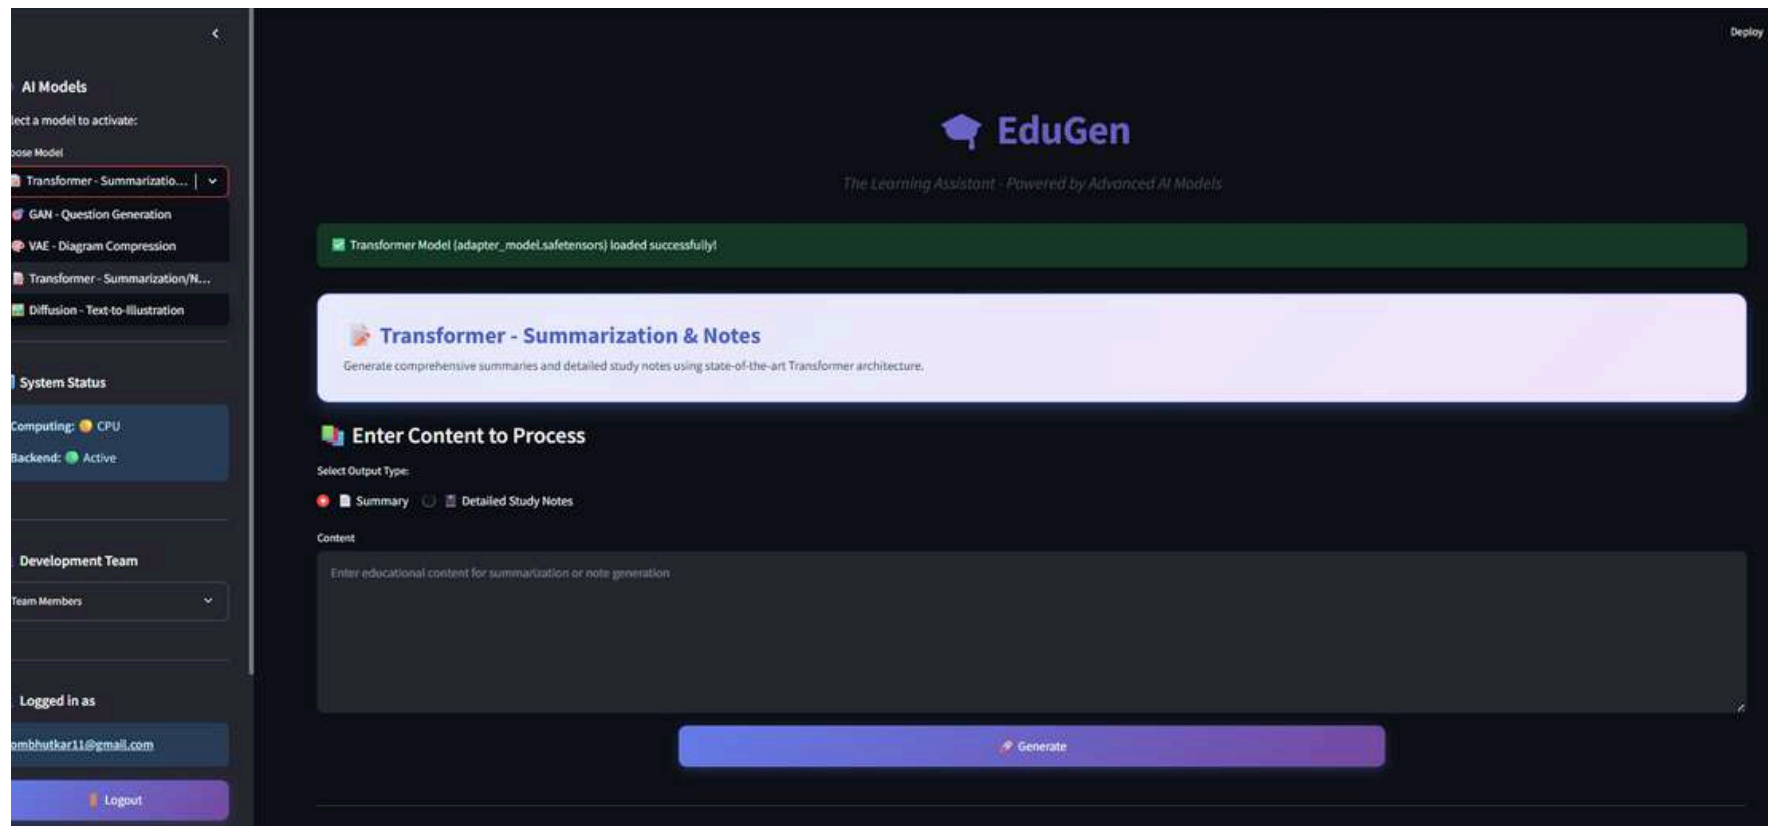 AI Models
lect a model to activate:
oose Model
Transformer - Summarizatio...
GAN - Question Generation
VAE - Diagram Compression
Transformer - Summarization/N...
Diffusion - Text-to-Illustration
System Status
Computing: CPU
Backend: Active
Development Team
Team Members
Logged in as
ombhutkar11@gmail.com
Logout
Deploy
EduGen
The Learning Assistant - Powered by Advanced AI Models
Transformer Model (adapter_model.safetensors) loaded successfully!
Transformer - Summarization & Notes
Generate comprehensive summaries and detailed study notes using state-of-the-art Transformer architecture.
Enter Content to Process
Select Output Type:
Summary Detailed Study Notes
Content
Enter educational content for summarization or note generation
Generate